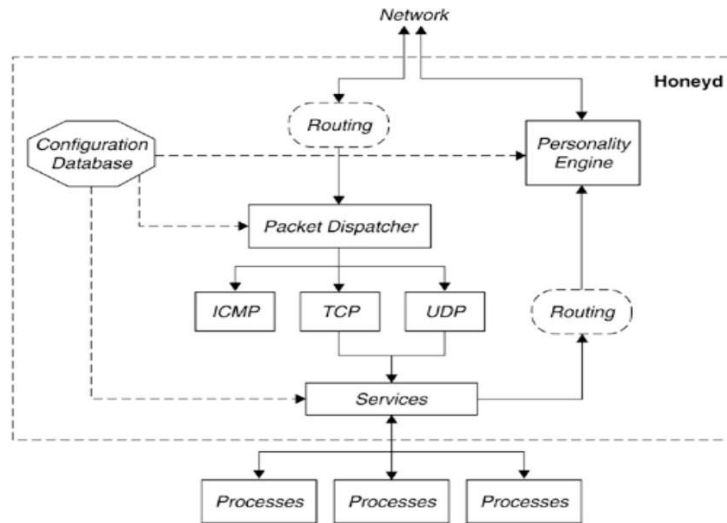 Network
Honeyd
Routing
Configuration
Database
Personality
Engine
Packet Dispatcher
ICMP
TCP
UDP
Routing
Services
Processes
Processes
Processes